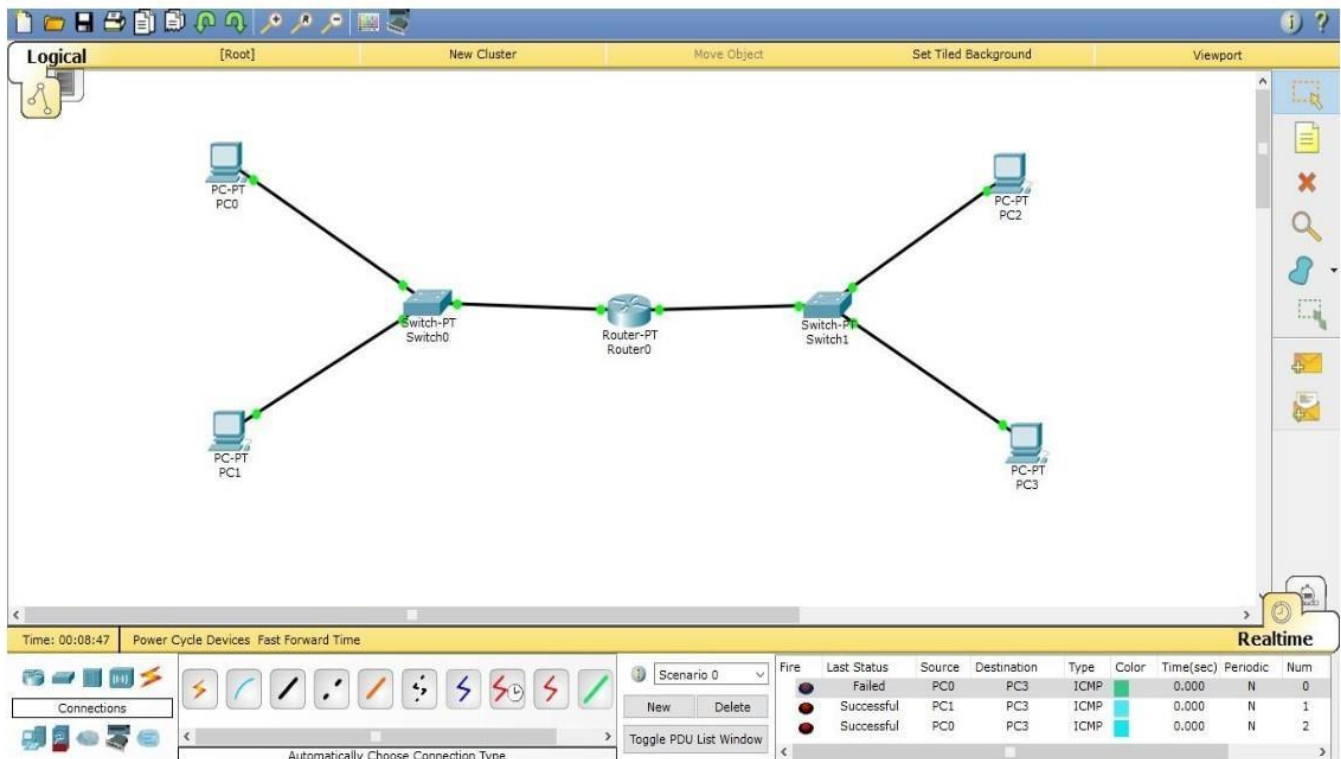 i ?
Logical [Root] New Cluster Move Object Set Tiled Background Viewport
PC-PT
PC0
PC-PT
PC2
Switch-PT
Switch0
Router-PT
Router0
Switch-PT
Switch1
PC-PT
PC1
PC-PT
PC3
Time: 00:08:47 Power Cycle Devices Fast Forward Time Realtime
Connections
Automatically Choose Connection Type
Scenario 0
New Delete
Toggle PDU List Window
Fire Last Status Source Destination Type Color Time(sec) Periodic Num
Failed PC0 PC3 ICMP 0.000 N 0
Successful PC1 PC3 ICMP 0.000 N 1
Successful PC0 PC3 ICMP 0.000 N 2